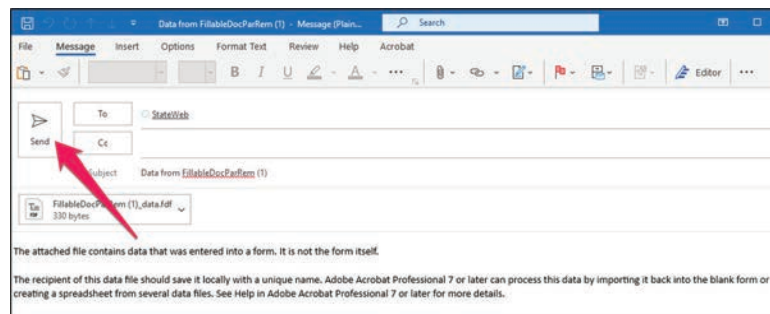 Data from FillableDocParRem (1) - Message (Plain... Search
File Message Insert Options Format Text Review Help Acrobat
B I U A Editor
To StateWeb
Send Cc
Subject Data from FillableDocParRem (1)
FillableDocParRem (1)_data.fdf
330 bytes
The attached file contains data that was entered into a form. It is not the form itself.
The recipient of this data file should save it locally with a unique name. Adobe Acrobat Professional 7 or later can process this data by importing it back into the blank form or
creating a spreadsheet from several data files. See Help in Adobe Acrobat Professional 7 or later for more details.